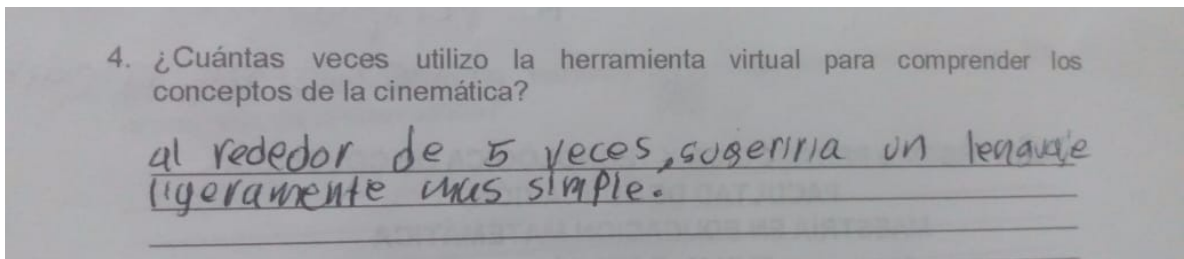 4. ¿Cuántas veces utilizo la herramienta virtual para comprender los
conceptos de la cinemática?
al rededor de 5 veces, sugeriria un lenguaje
ligeramente mas simple.